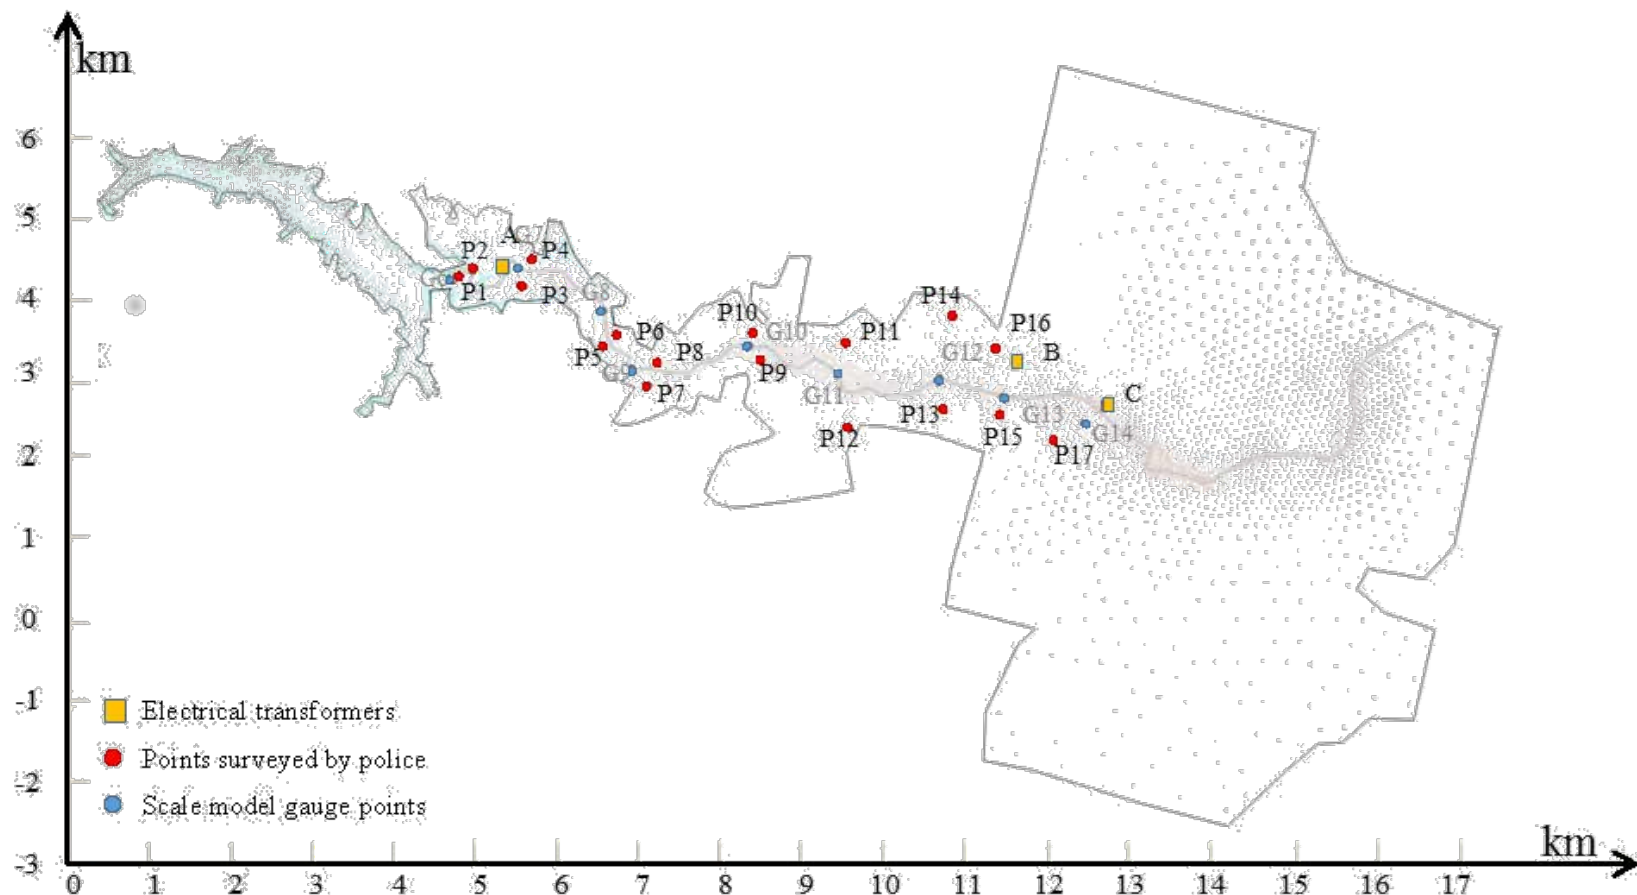 km
6
5
4
3
2
1
0
-1
-2
-3
A
P2
P4
P1
P3
G8
P10
G10
P6
P5
P8
P7
P9
P11
G11
P12
P14
P16
G12
B
P13
P15
G13
C
G14
P17
Electrical transformers
Points surveyed by police
Scale model gauge points
km
0 1 2 3 4 5 6 7 8 9 10 11 12 13 14 15 16 17